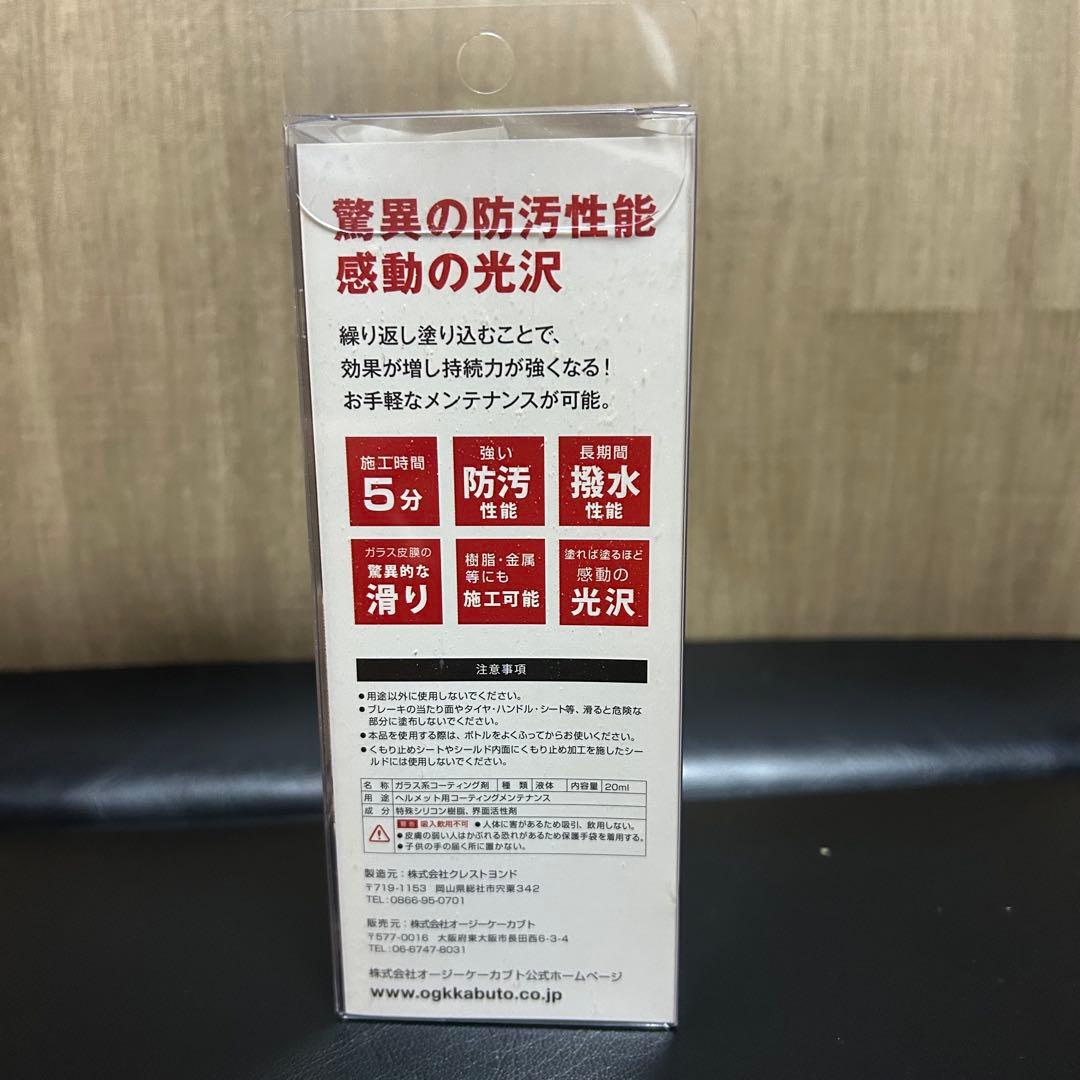 驚異の防汚性能
感動の光沢
繰り返し塗り込むことで、
効果が増し持続力が強くなる！
お手軽なメンテナンスが可能。
施工時間
5分
強い
防汚
性能
長期間
撥水
性能
ガラス皮膜の
驚異的な
滑り
樹脂・金属
等にも
施工可能
塗れば塗るほど
感動の
光沢
注意事項
●用途以外に使用しないでください。
●ブレーキの当たり面やタイヤ・ハンドル・シート等、滑ると危険な
部分に塗布しないでください。
●本品を使用する際は、ボトルをよくふってからお使いください。
●くもり止めシートやシールド内面にくもり止め加工を施したシー
ルドには使用しないでください。
名 称 ガラス系コーティング剤 種 類 液体 内容量 20ml
用 途 ヘルメット用コーティングメンテナンス
成 分 特殊シリコン樹脂、界面活性剤
警告 吸入飲用不可 ●人体に害があるため吸引、飲用しない。
●皮膚の弱い人はかぶれる恐れがあるため保護手袋を着用する。
●子供の手の届く所に置かない。
製造元：株式会社クレストヨンド
〒719-1153 岡山県総社市宍粟342
TEL:0866-95-0701
販売元：株式会社オージーケーカブト
〒577-0016 大阪府東大阪市長田西6-3-4
TEL:06-6747-8031
株式会社オージーケーカブト公式ホームページ
www.ogkkabuto.co.jp